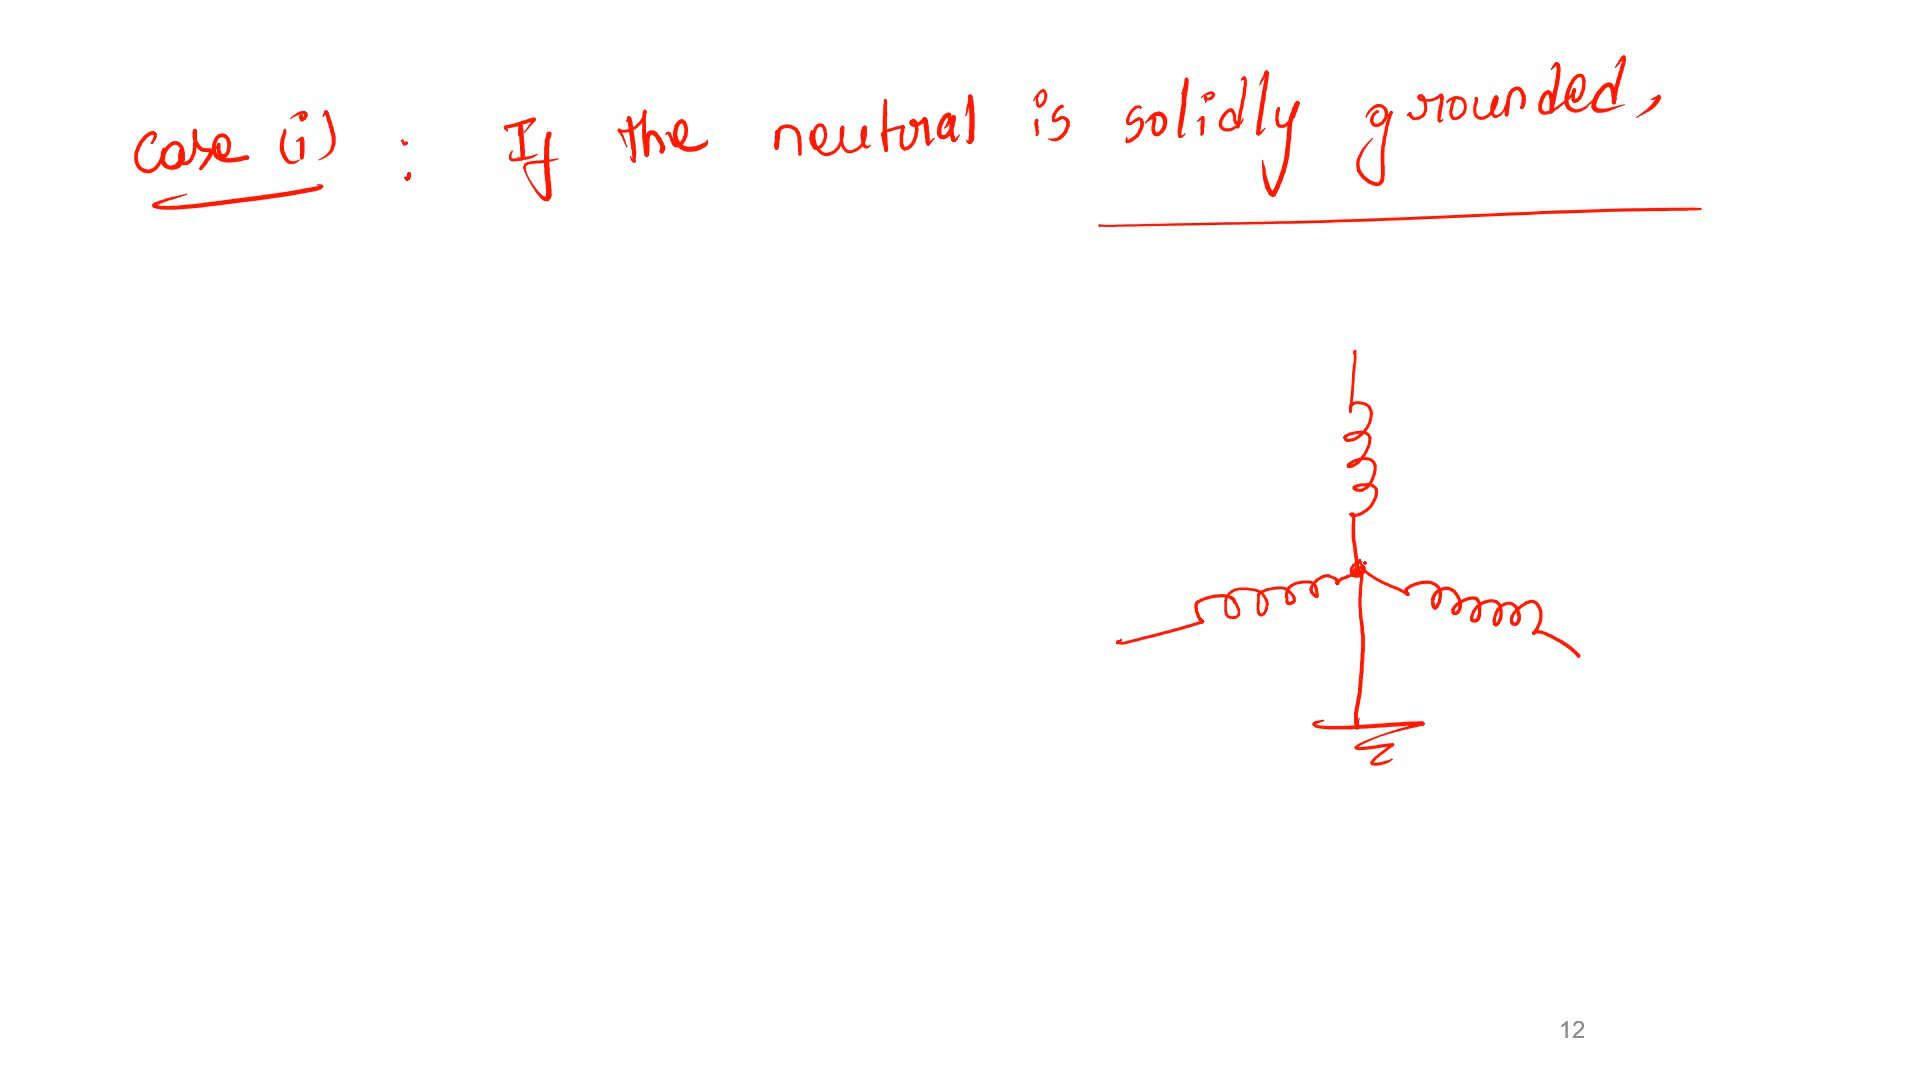 Case (i) : If the neutral is solidly grounded,
12